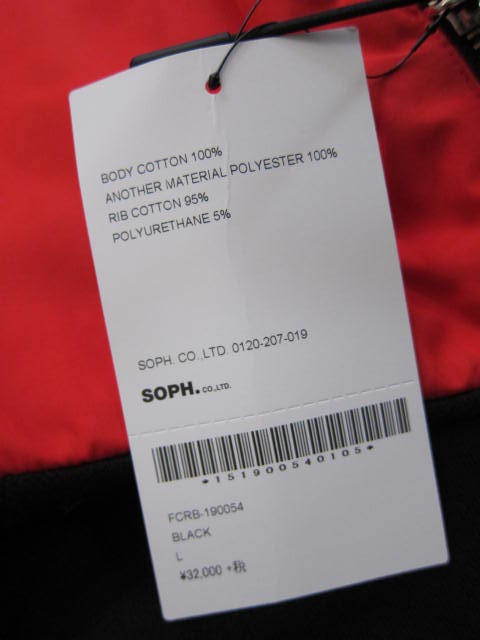 BODY COTTON 100%
ANOTHER MATERIAL POLYESTER 100%
RIB COTTON 95%
POLYURETHANE 5%
SOPH. CO.,LTD. 0120-207-019
SOPH. CO.,LTD.
*151900540105*
FCRB-190054
BLACK
L
¥32,000 +税